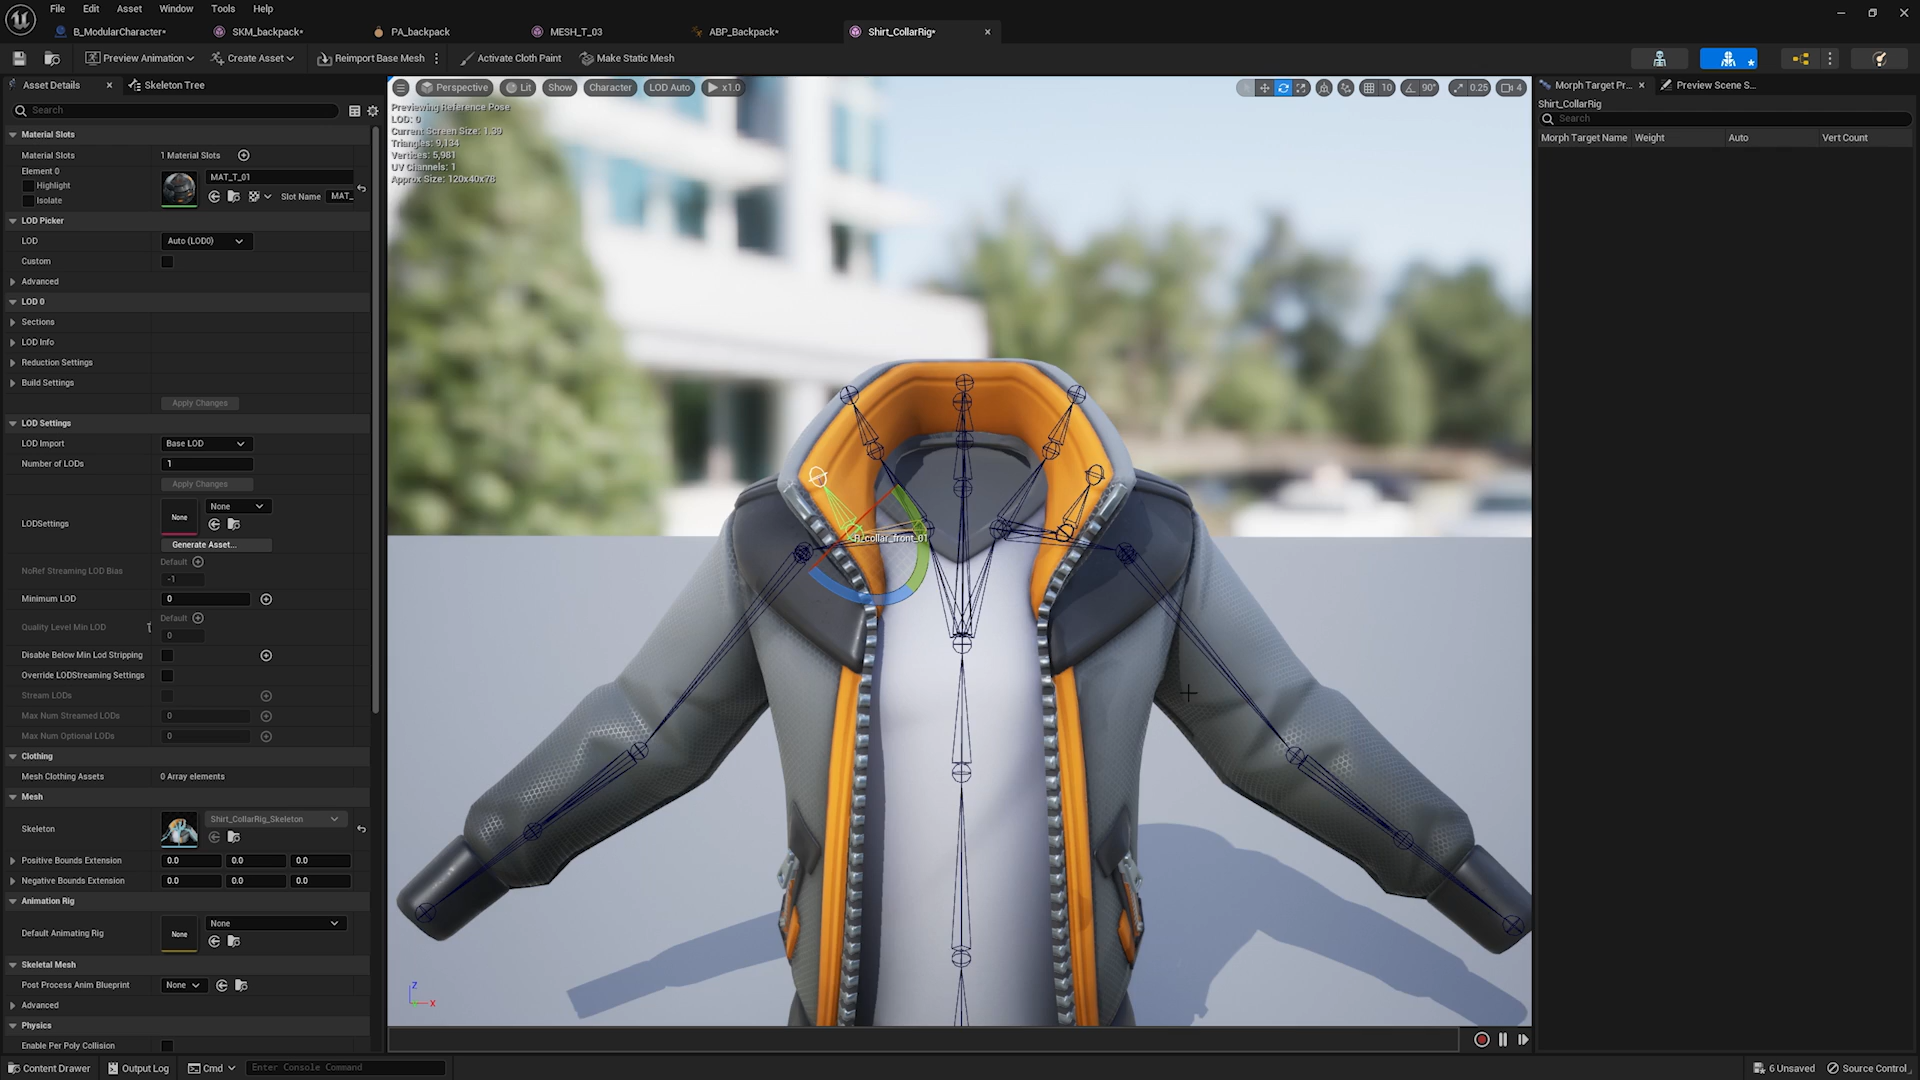 File Edit Asset Window Tools Help
B_ModularCharacter* SKM_backpack* PA_backpack MESH_T_03 ABP_Backpack* Shirt_CollarRig*
Preview Animation Create Asset Reimport Base Mesh Activate Cloth Paint Make Static Mesh
Asset Details Skeleton Tree
Search
Perspective Lit Show Character LOD Auto x1.0 10 90° 0.25 4
Previewing Reference Pose
LOD: 0
Current Screen Size: 1.39
Triangles: 9,134
Vertices: 5,981
UV Channels: 1
Approx Size: 120x40x78
Material Slots
Material Slots 1 Material Slots
Element 0
Highlight
Isolate
MAT_T_01
Slot Name MAT_
LOD Picker
LOD Auto (LOD0)
Custom
Advanced
LOD 0
Sections
LOD Info
Reduction Settings
Build Settings
Apply Changes
LOD Settings
LOD Import Base LOD
Number of LODs 1
Apply Changes
LODSettings None None
Generate Asset...
NoRef Streaming LOD Bias Default
-1
Minimum LOD 0
Quality Level Min LOD Default
0
Disable Below Min Lod Stripping
Override LODStreaming Settings
Stream LODs
Max Num Streamed LODs 0
Max Num Optional LODs 0
Clothing
Mesh Clothing Assets 0 Array elements
Mesh
Skeleton Shirt_CollarRig_Skeleton
Positive Bounds Extension 0.0 0.0 0.0
Negative Bounds Extension 0.0 0.0 0.0
Animation Rig
Default Animating Rig None None
Skeletal Mesh
Post Process Anim Blueprint None
Advanced
Physics
Enable Per Poly Collision
R_collar_front_01
Z
X
Morph Target Pr... Preview Scene S...
Shirt_CollarRig
Search
Morph Target Name Weight Auto Vert Count
Content Drawer Output Log Cmd Enter Console Command
6 Unsaved Source Control